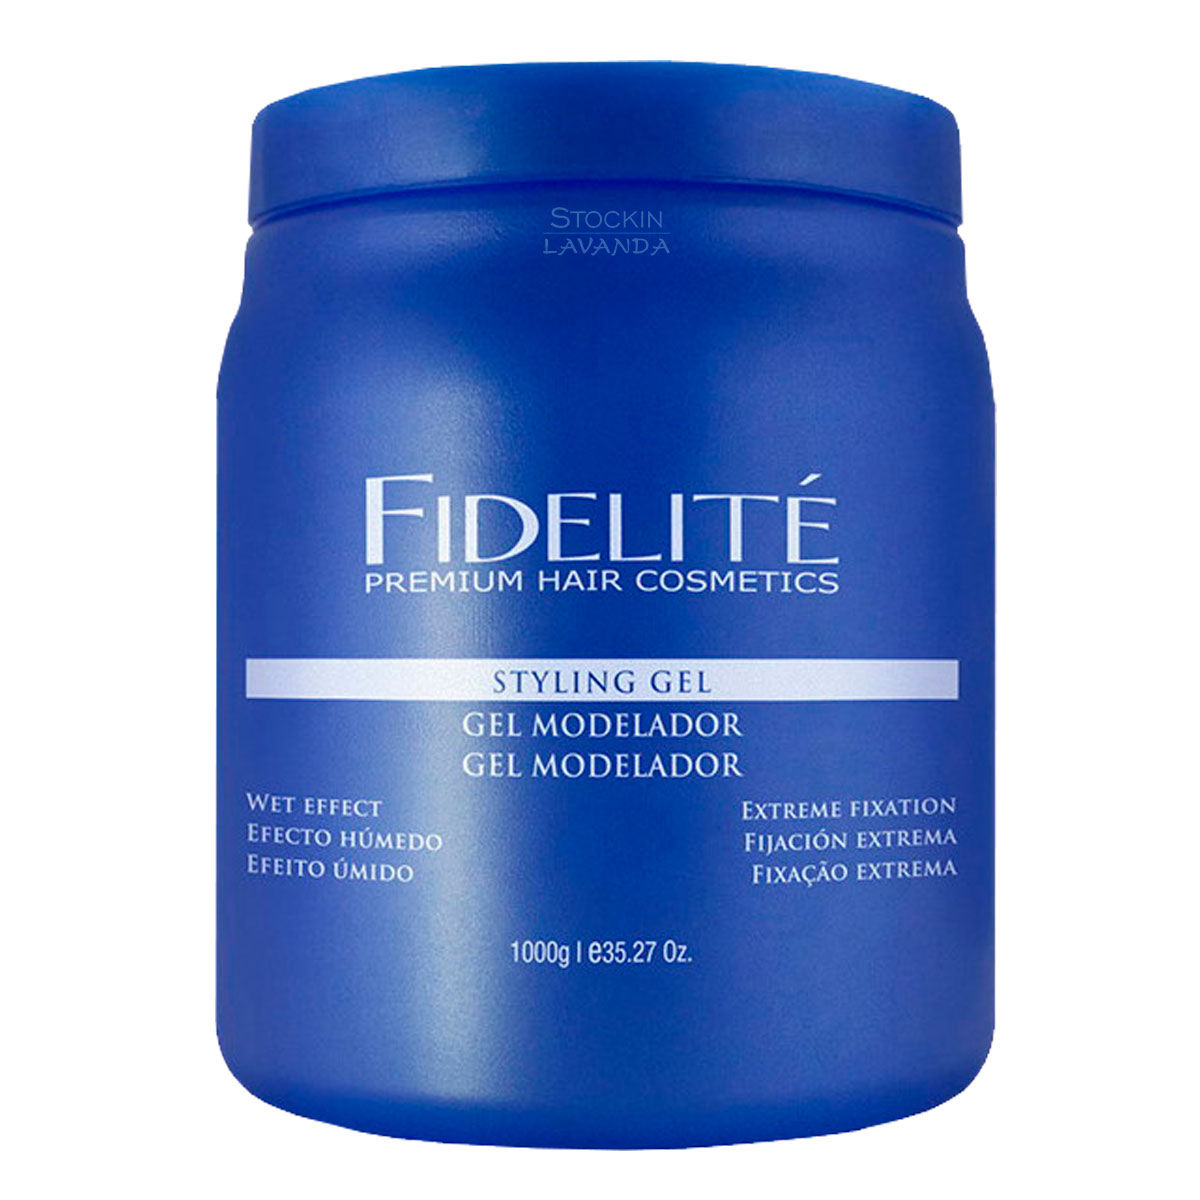 STOCKIN
LAVANDA
FIDELITÉ
PREMIUM HAIR COSMETICS
STYLING GEL
GEL MODELADOR
GEL MODELADOR
WET EFFECT
EFECTO HÚMEDO
EFEITO ÚMIDO
EXTREME FIXATION
FIJACIÓN EXTREMA
FIXAÇÃO EXTREMA
1000g | ℮35.27 Oz.